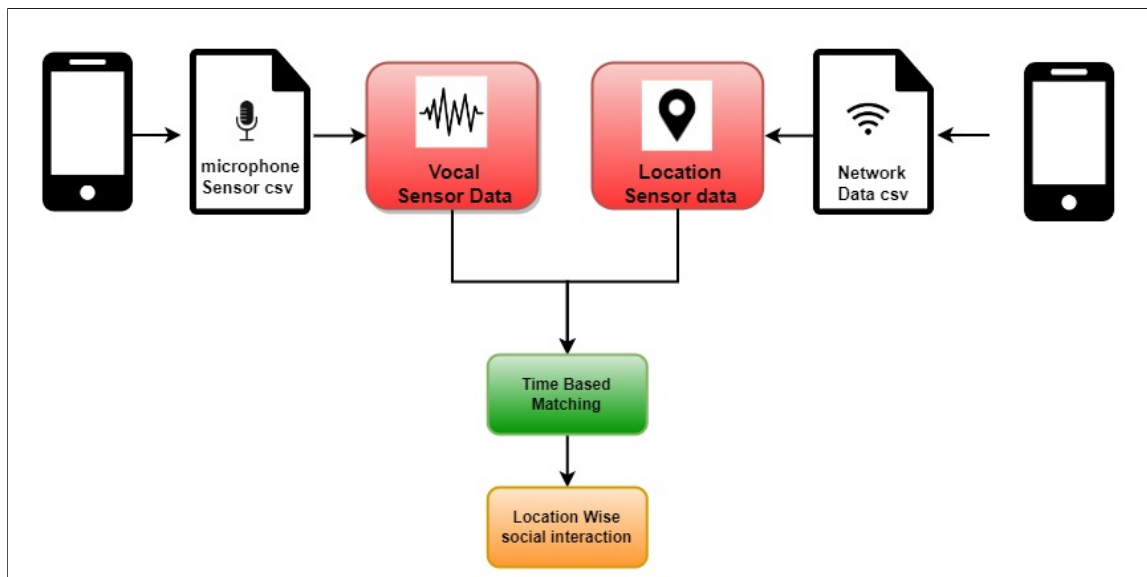 microphone
Sensor csv
Vocal
Sensor Data
Location
Sensor data
Network
Data csv
Time Based
Matching
Location Wise
social interaction